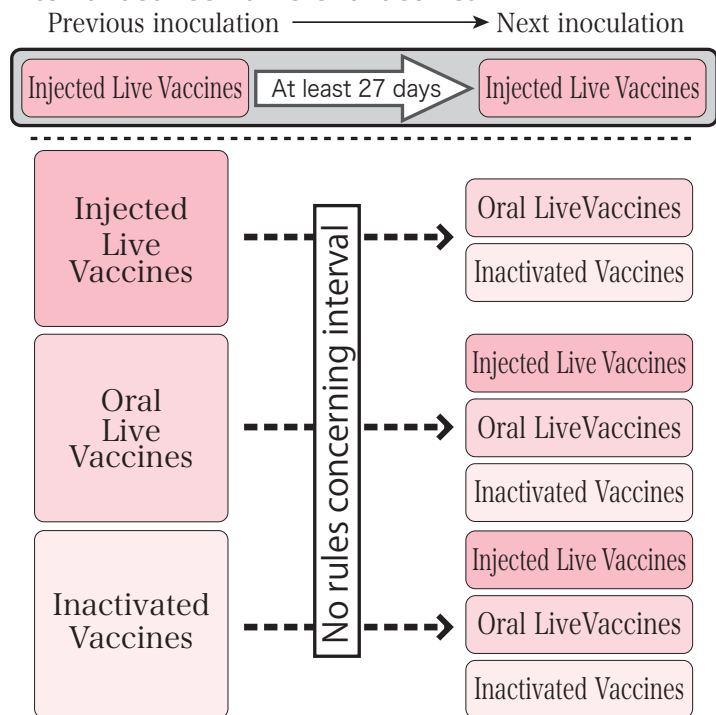 Previous inoculation
Next inoculation
Injected Live Vaccines
At least 27 days
Injected Live Vaccines
Injected
Live
Vaccines
No rules concerning interval
Oral LiveVaccines
Inactivated Vaccines
Oral
Live
Vaccines
Injected Live Vaccines
Oral LiveVaccines
Inactivated Vaccines
Inactivated
Vaccines
Injected Live Vaccines
Oral LiveVaccines
Inactivated Vaccines